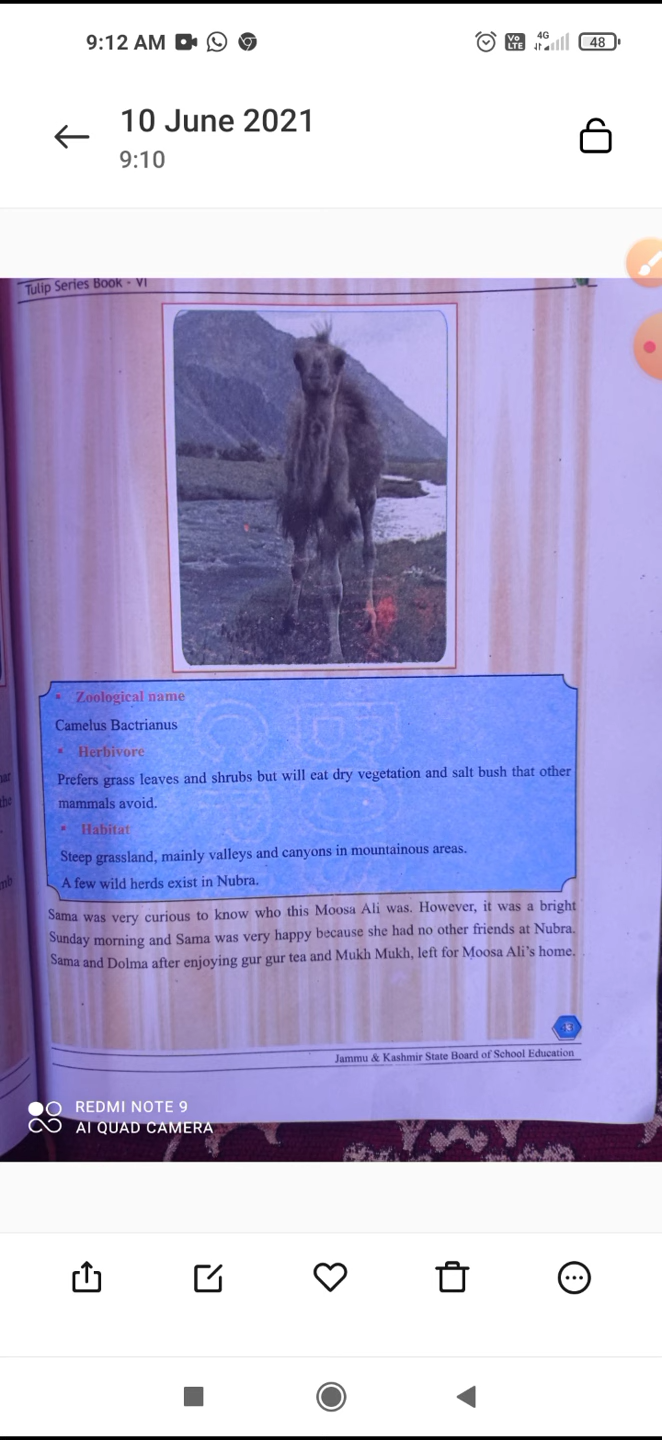 9:12 AM
Vo LTE 4G 48
10 June 2021
9:10
Tulip Series Book - VI
Zoological name
Camelus Bactrianus
Herbivore
Prefers grass leaves and shrubs but will eat dry vegetation and salt bush that other
mammals avoid.
Habitat
Steep grassland, mainly valleys and canyons in mountainous areas.
A few wild herds exist in Nubra.
Sama was very curious to know who this Moosa Ali was. However, it was a bright
Sunday morning and Sama was very happy because she had no other friends at Nubra.
Sama and Dolma after enjoying gur gur tea and Mukh Mukh, left for Moosa Ali's home.
3
Jammu & Kashmir State Board of School Education
REDMI NOTE 9
AI QUAD CAMERA